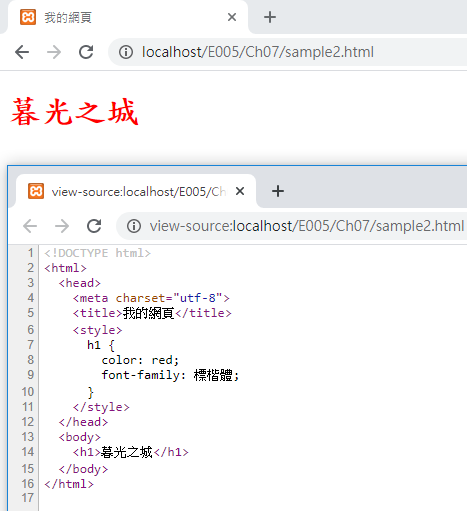 我的網頁
localhost/E005/Ch07/sample2.html
暮光之城
view-source:localhost/E005/Ch
view-source:localhost/E005/Ch07/sample2.html
1 <!DOCTYPE html>
2 <html>
3 <head>
4 <meta charset="utf-8">
5 <title>我的網頁</title>
6 <style>
7 h1 {
8 color: red;
9 font-family: 標楷體;
10 }
11 </style>
12 </head>
13 <body>
14 <h1>暮光之城</h1>
15 </body>
16 </html>
17